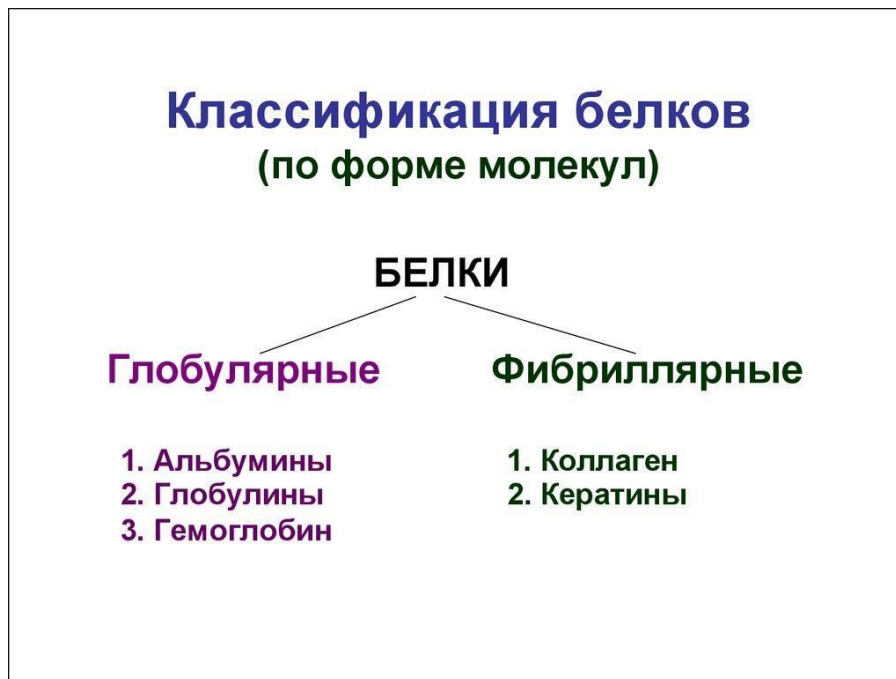 Классификация белков
(по форме молекул)
БЕЛКИ
Глобулярные
Фибриллярные
1. Альбумины
2. Глобулины
3. Гемоглобин
1. Коллаген
2. Кератины